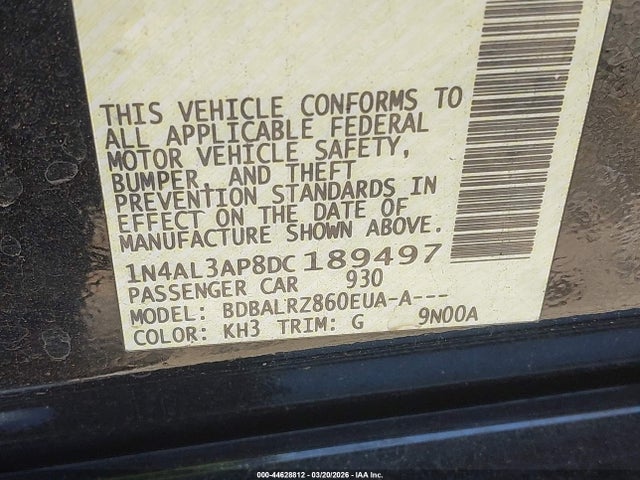 THIS VEHICLE CONFORMS TO
ALL APPLICABLE FEDERAL
MOTOR VEHICLE SAFETY,
BUMPER, AND THEFT
PREVENTION STANDARDS IN
EFFECT ON THE DATE OF
MANUFACTURE SHOWN ABOVE.
1N4AL3AP8DC 189497
PASSENGER CAR 930
MODEL: BDBALRZ860EUA-A---
COLOR: KH3 TRIM: G 9N00A
000-44628812 | 03/20/2026 | IAA Inc.